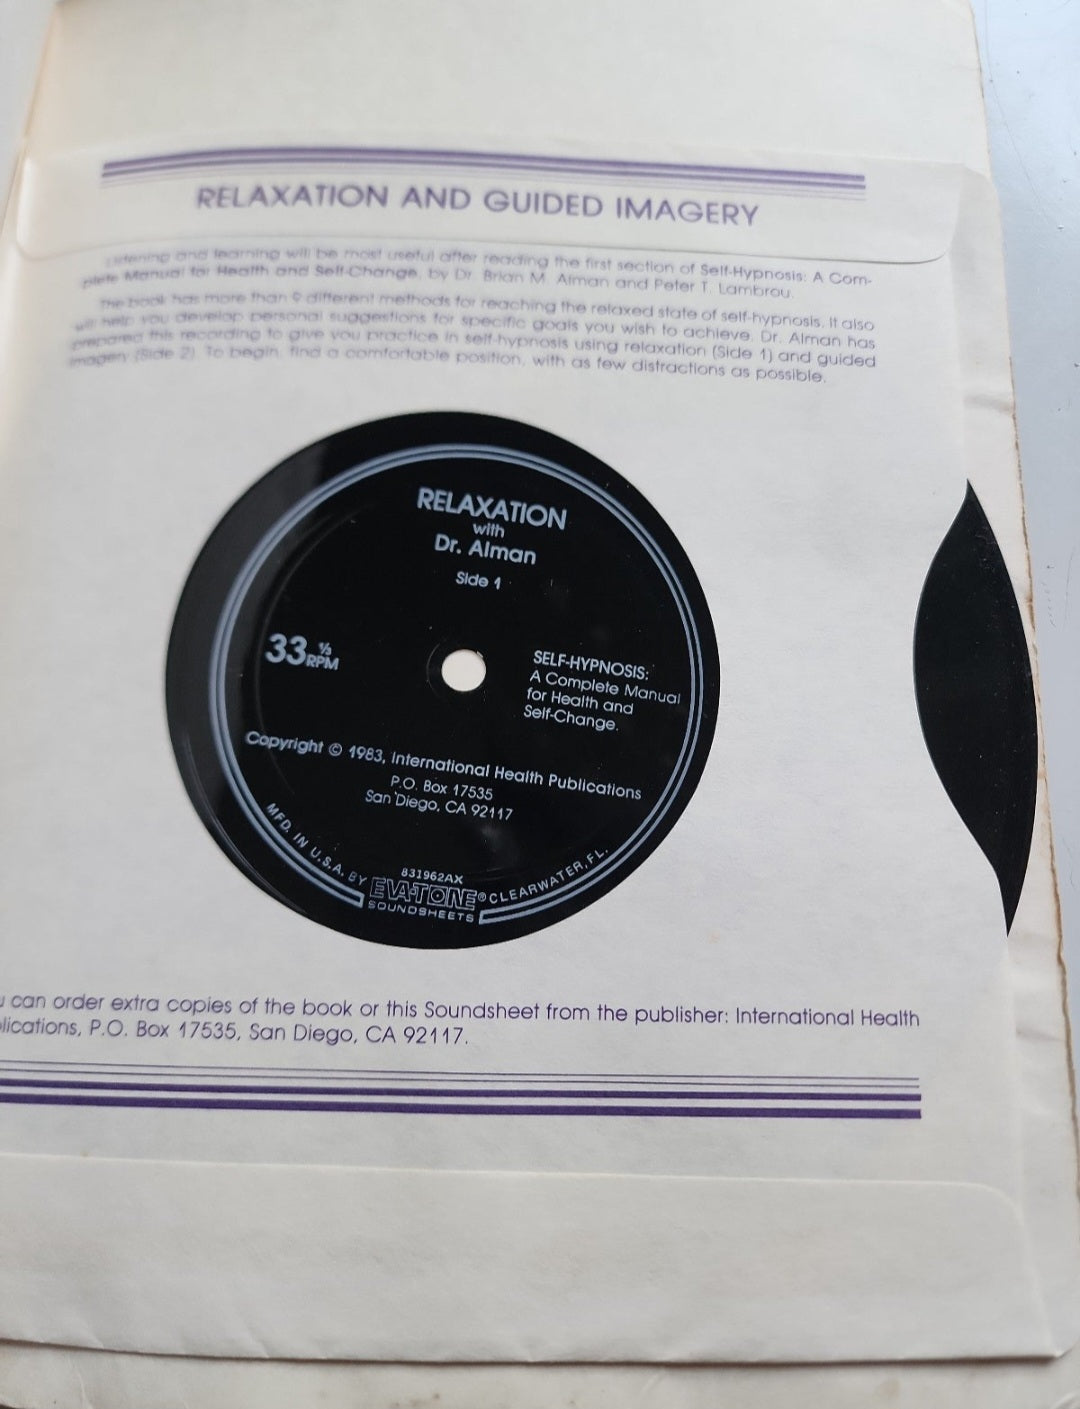 RELAXATION AND GUIDED IMAGERY
Listening and learning will be most useful after reading the first section of Self-Hypnosis: A Com-
plete Manual for Health and Self-Change, by Dr. Brian M. Alman and Peter T. Lambrou.
The book has more than 9 different methods for reaching the relaxed state of self-hypnosis. It also
will help you develop personal suggestions for specific goals you wish to achieve. Dr. Alman has
prepared this recording to give you practice in self-hypnosis using relaxation (Side 1) and guided
imagery (Side 2). To begin, find a comfortable position, with as few distractions as possible.
RELAXATION
with
Dr. Alman
Side 1
33 1/3 RPM
SELF-HYPNOSIS:
A Complete Manual
for Health and
Self-Change.
Copyright © 1983, International Health Publications
P.O. Box 17535
San Diego, CA 92117
MFD. IN U.S.A. BY
831962AX
EVA-TONE®
SOUNDSHEETS
CLEARWATER, FL.
u can order extra copies of the book or this Soundsheet from the publisher: International Health
lications, P.O. Box 17535, San Diego, CA 92117.